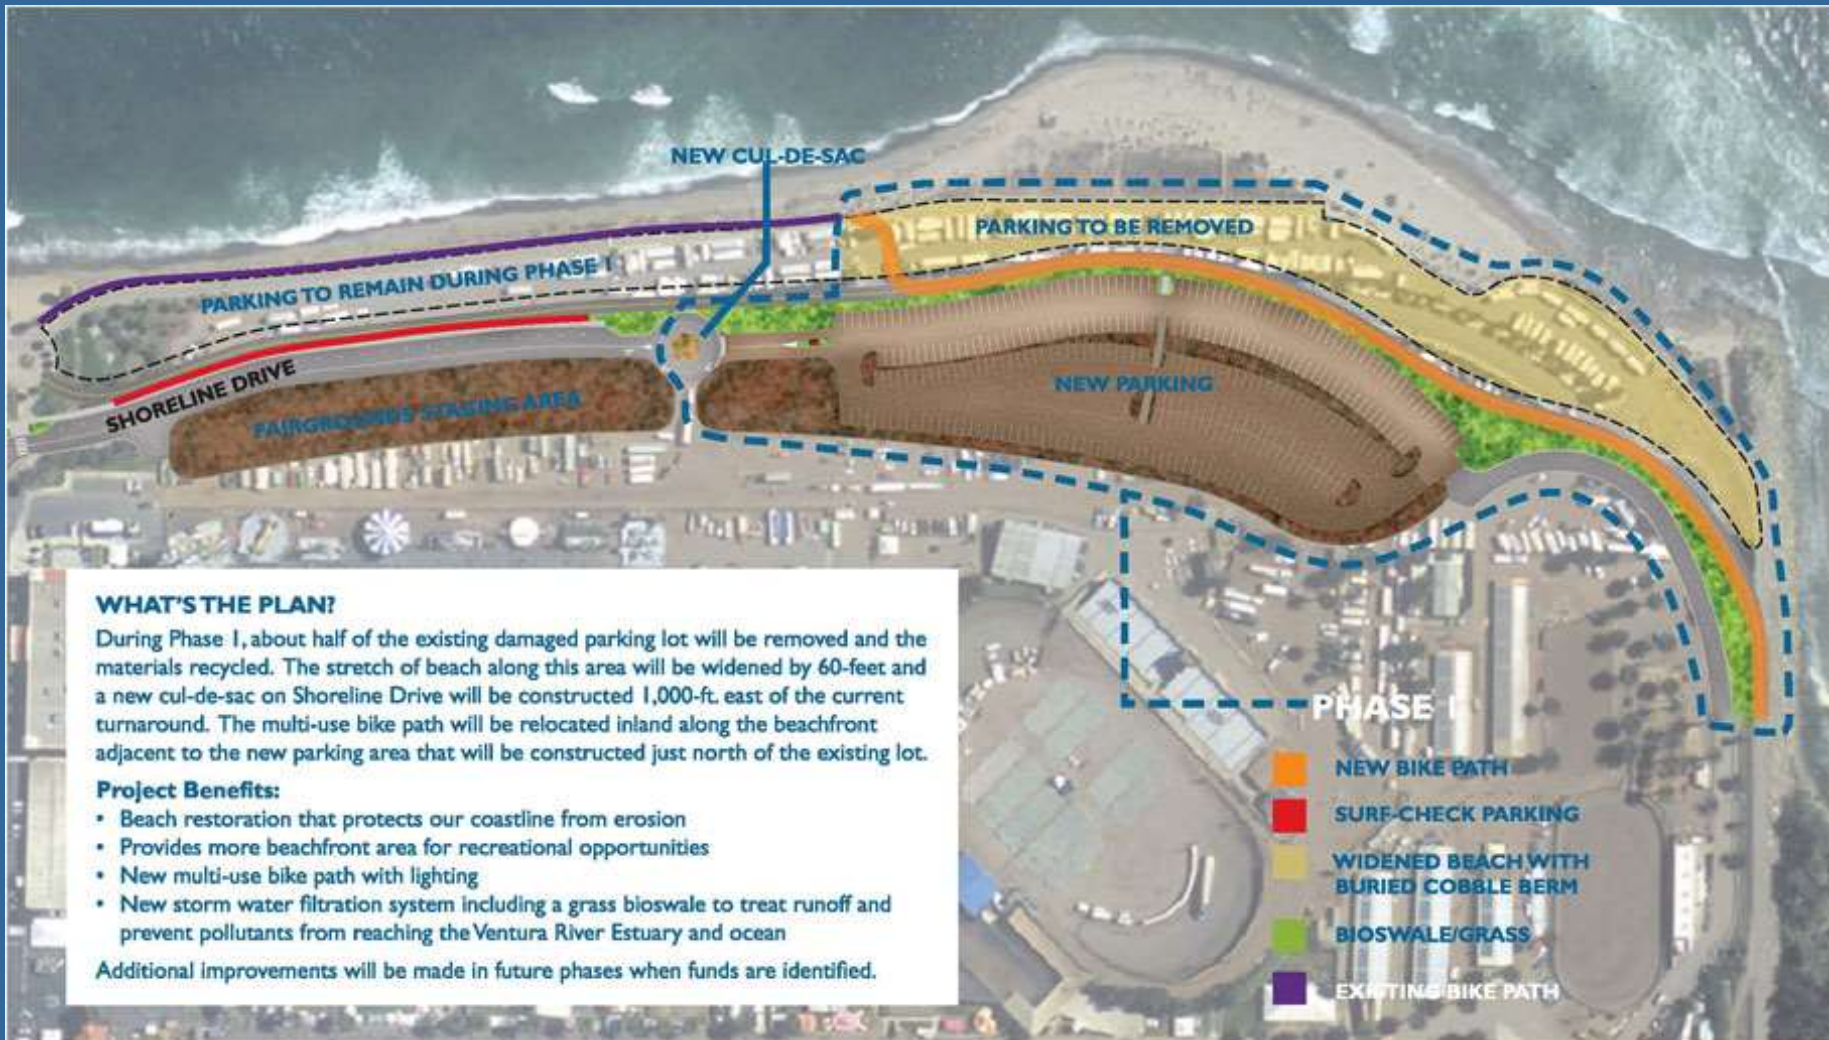 NEW CUL-DE-SAC
PARKING TO BE REMOVED
PARKING TO REMAIN DURING PHASE I
SHORELINE DRIVE
FAIRGROUNDS STAGING AREA
NEW PARKING
WHAT'S THE PLAN?
During Phase I, about half of the existing damaged parking lot will be removed and the
materials recycled. The stretch of beach along this area will be widened by 60-feet and
a new cul-de-sac on Shoreline Drive will be constructed 1,000-ft. east of the current
turnaround. The multi-use bike path will be relocated inland along the beachfront
adjacent to the new parking area that will be constructed just north of the existing lot.
Project Benefits:
• Beach restoration that protects our coastline from erosion
• Provides more beachfront area for recreational opportunities
• New multi-use bike path with lighting
• New storm water filtration system including a grass bioswale to treat runoff and
prevent pollutants from reaching the Ventura River Estuary and ocean
Additional improvements will be made in future phases when funds are identified.
PHASE I
NEW BIKE PATH
SURF-CHECK PARKING
WIDENED BEACH WITH
BURIED COBBLE BERM
BIOSWALE/GRASS
EXISTING BIKE PATH